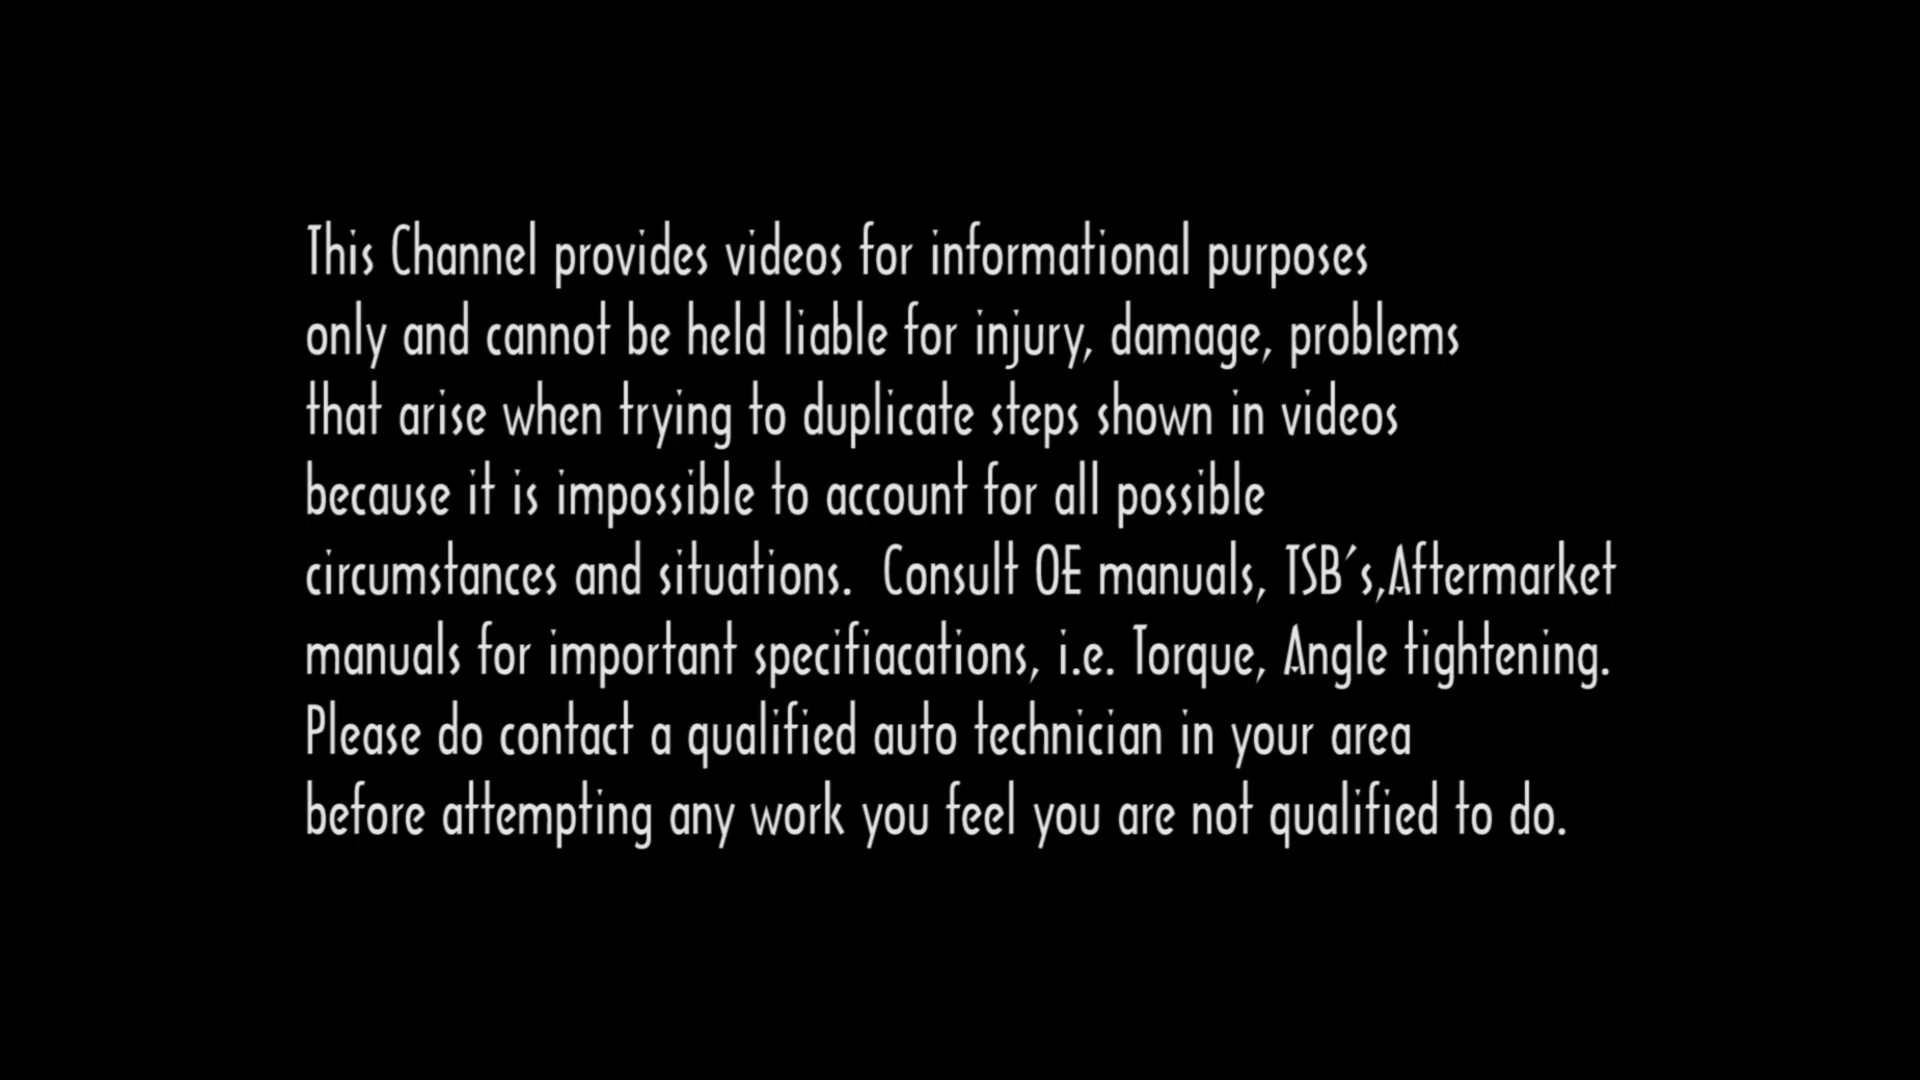 This Channel provides videos for informational purposes
only and cannot be held liable for injury, damage, problems
that arise when trying to duplicate steps shown in videos
because it is impossible to account for all possible
circumstances and situations.  Consult OE manuals, TSB´s,Aftermarket
manuals for important specifiacations, i.e. Torque, Angle tightening.
Please do contact a qualified auto technician in your area
before attempting any work you feel you are not qualified to do.